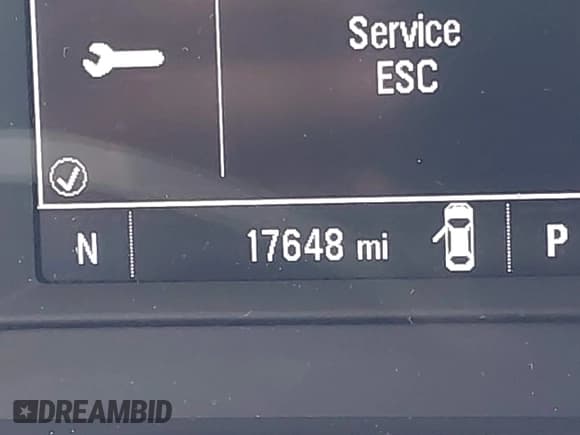 Service
ESC
N 17648 mi P
DREAMBID